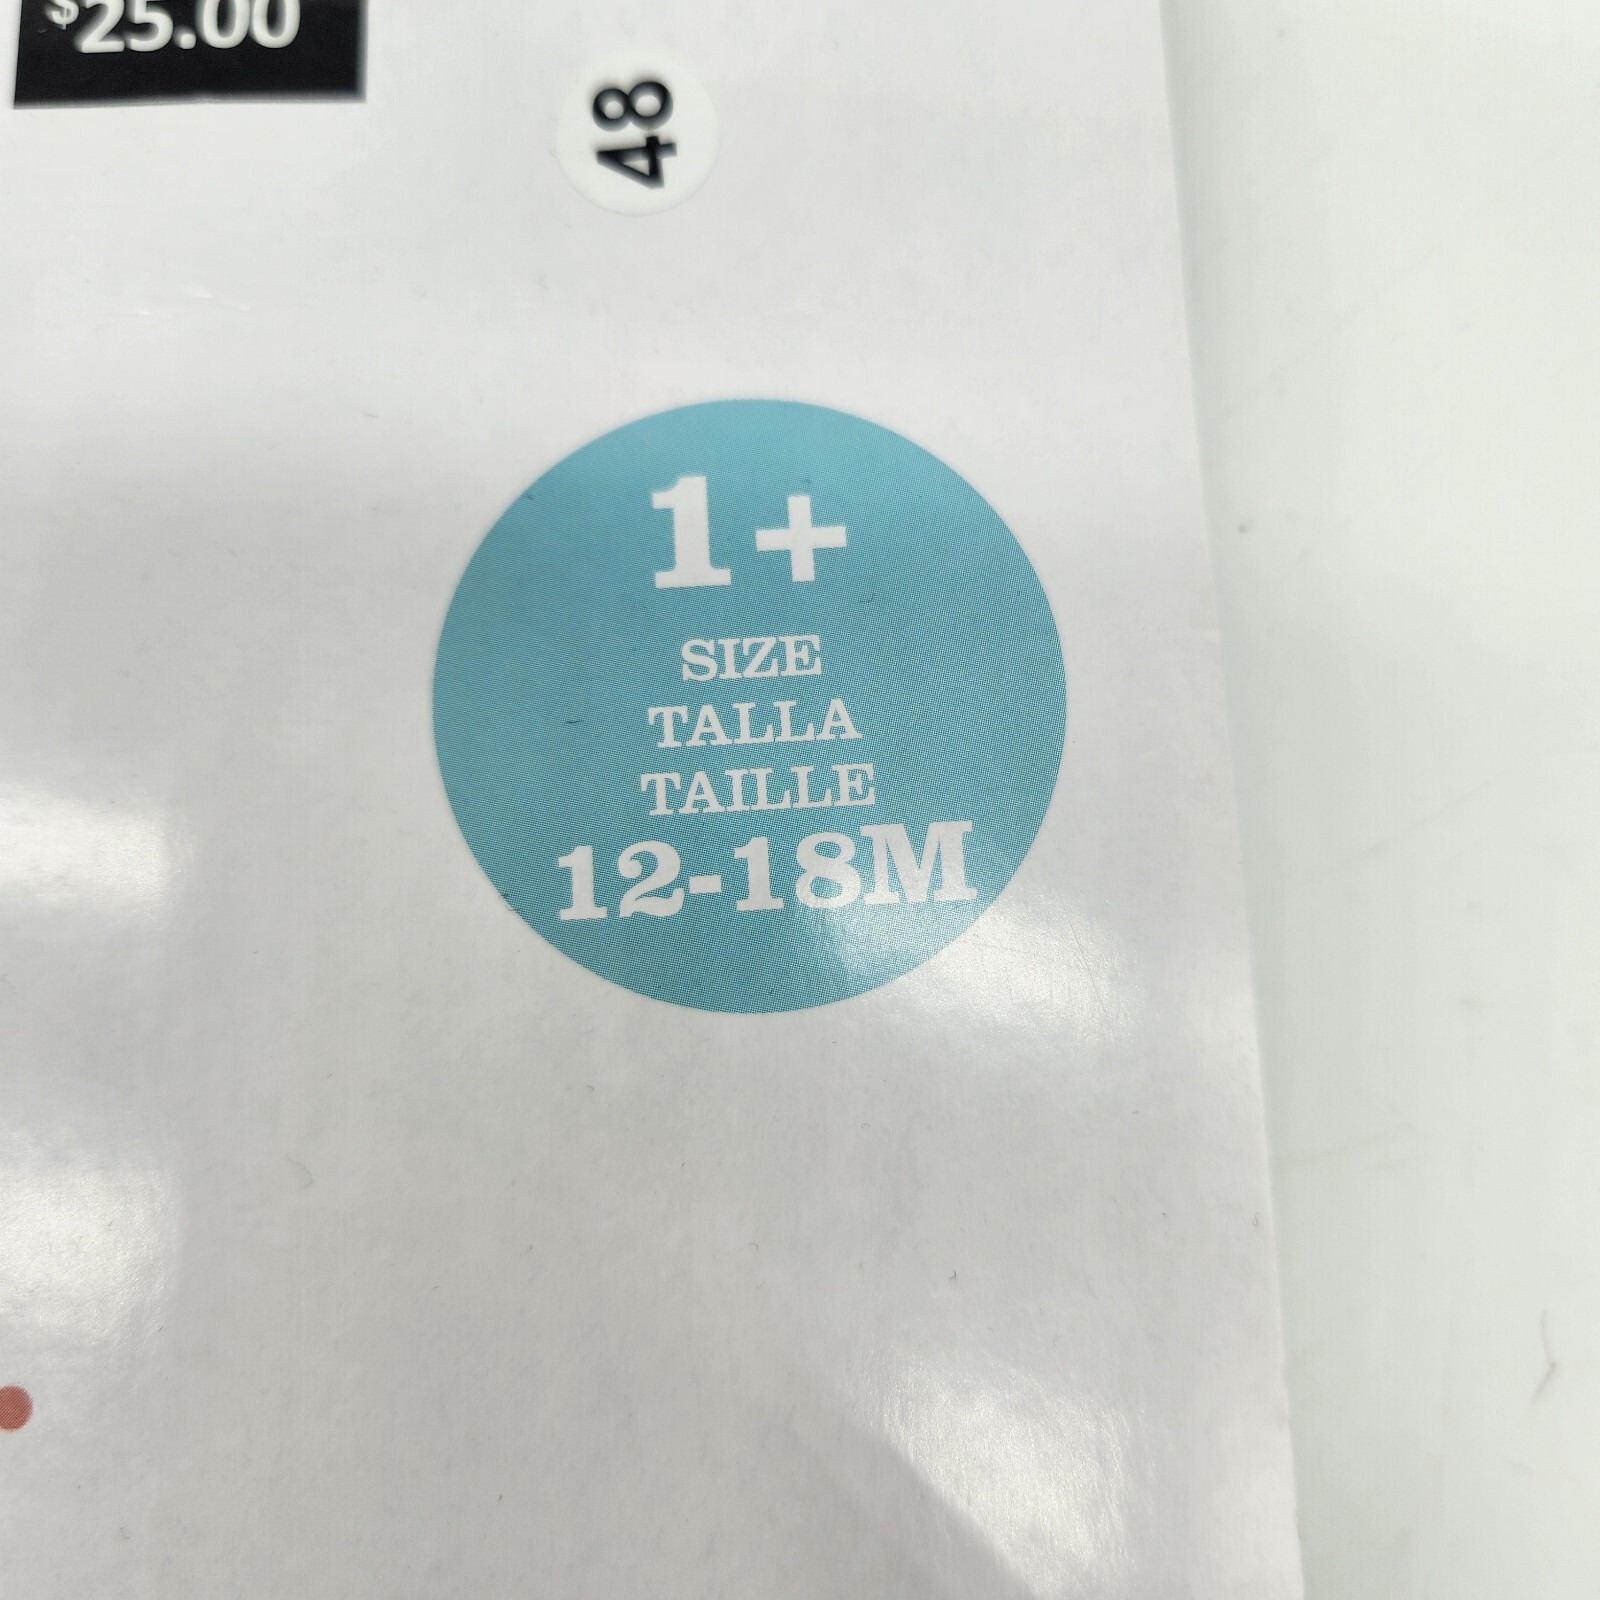 $25.00
48
1+
SIZE
TALLA
TAILLE
12-18M